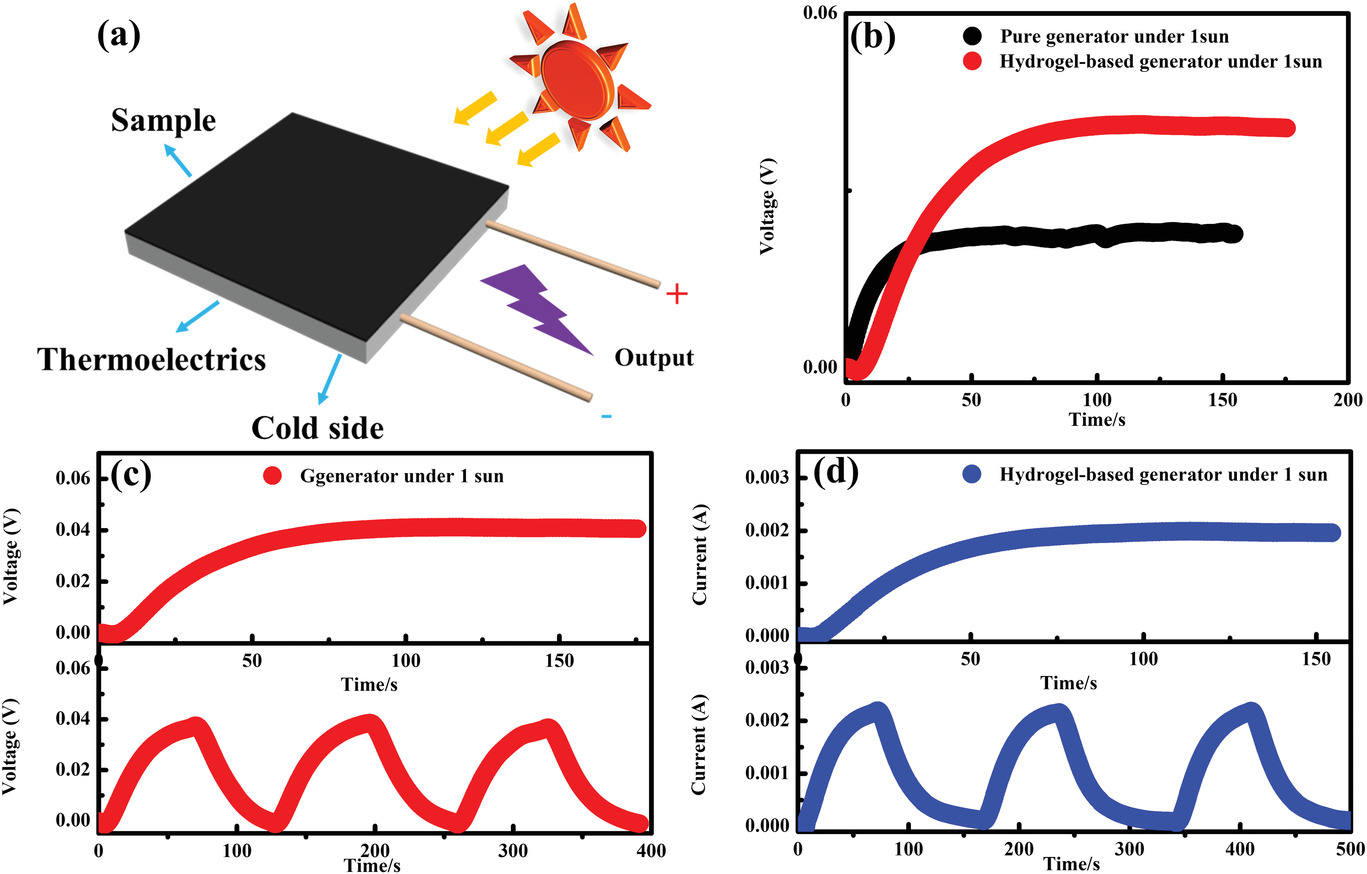 (a)
Sample
Thermoelectrics
Cold side
+
Output
-
(b)
0.06
Pure generator under 1sun
Hydrogel-based generator under 1sun
Voltage (V)
0.00
0 50 100 150 200
Time/s
(c)
Ggenerator under 1 sun
0.06
0.04
0.02
0.00
Voltage (V)
0 50 100 150
Time/s
0.06
0.04
0.02
0.00
Voltage (V)
0 100 200 300 400
Time/s
(d)
Hydrogel-based generator under 1 sun
0.003
0.002
0.001
0.000
Current (A)
0 50 100 150
Time/s
0.003
0.002
0.001
0.000
Current (A)
0 100 200 300 400 500
Time/s